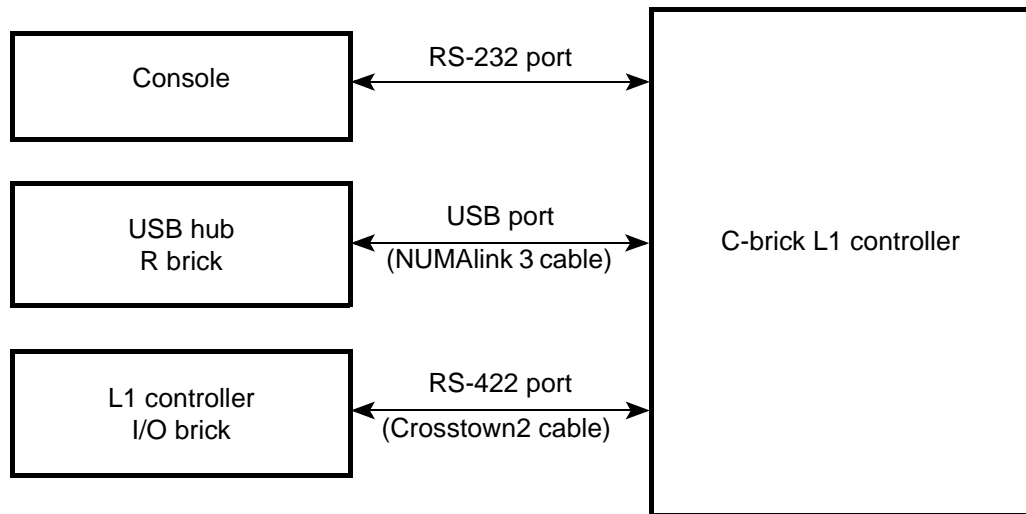 Console
RS-232 port
USB hub
R brick
USB port
(NUMAlink 3 cable)
C-brick L1 controller
L1 controller
I/O brick
RS-422 port
(Crosstown2 cable)